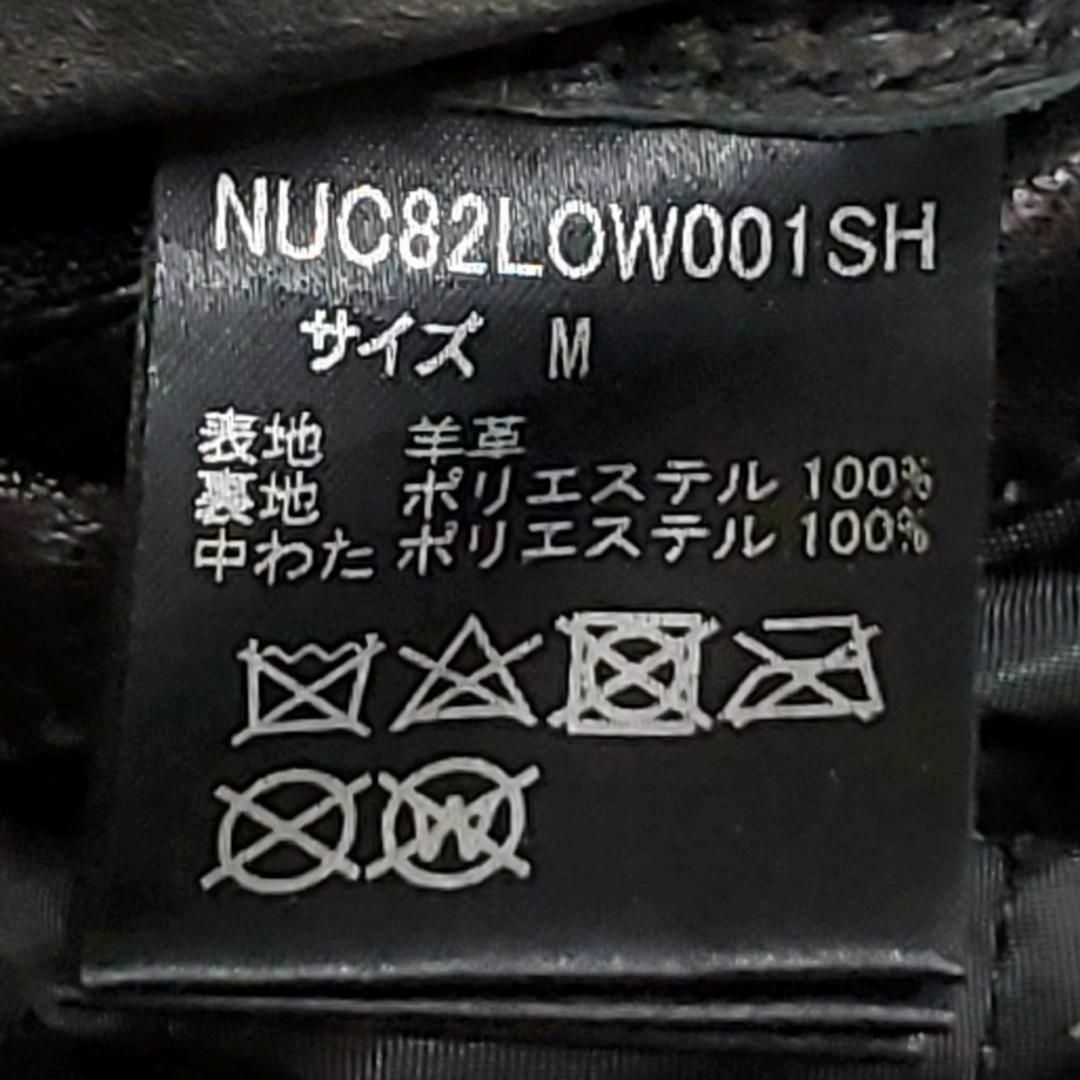 NUC82LOW001SH
サイズ M
表地 羊革
裏地 ポリエステル 100%
中わた ポリエステル 100%
W